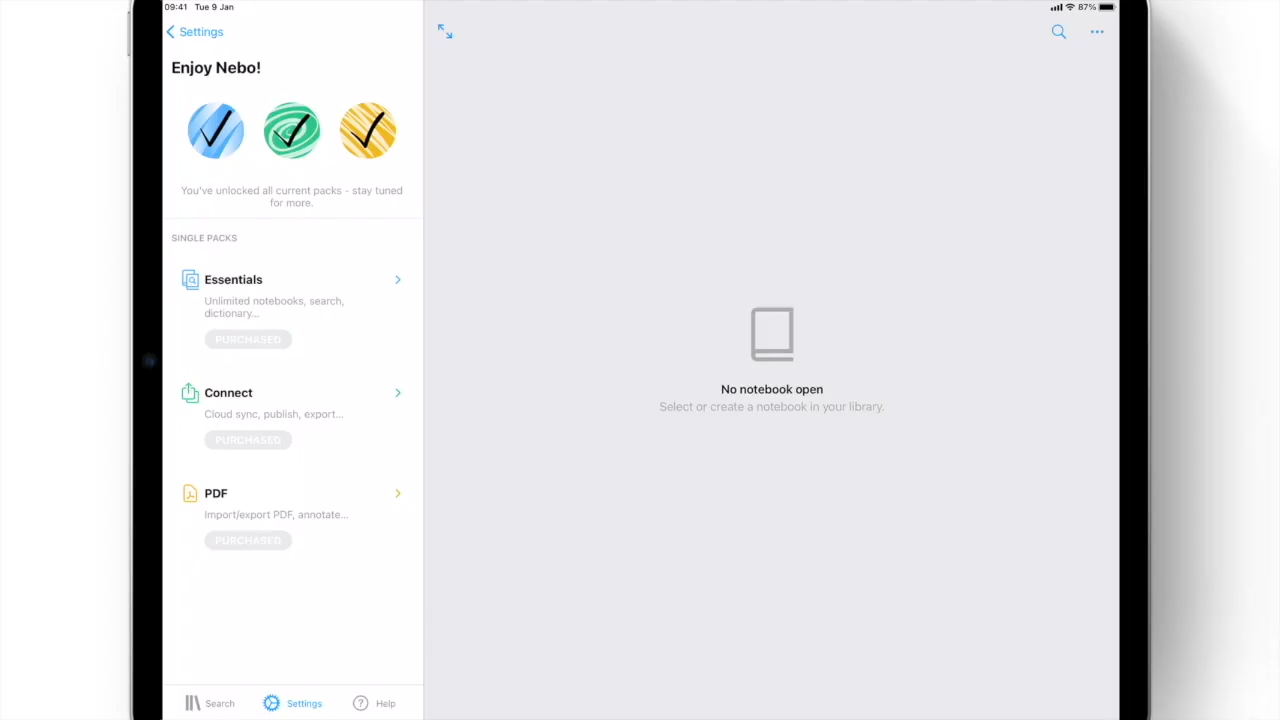 09:41 Tue 9 Jan
87%
Settings
Enjoy Nebo!
You've unlocked all current packs - stay tuned
for more.
SINGLE PACKS
Essentials
Unlimited notebooks, search,
dictionary...
PURCHASED
Connect
Cloud sync, publish, export...
PURCHASED
PDF
Import/export PDF, annotate...
PURCHASED
Search
Settings
Help
No notebook open
Select or create a notebook in your library.